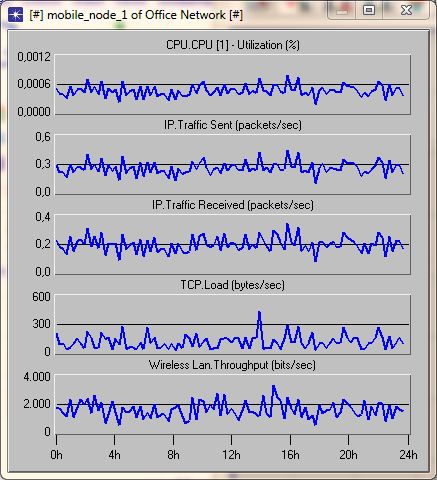 [#] mobile_node_1 of Office Network [#]
CPU.CPU [1] - Utilization (%)
0,0012
0,0006
0,0000
IP.Traffic Sent (packets/sec)
0,6
0,3
0,0
IP.Traffic Received (packets/sec)
0,4
0,2
0,0
TCP.Load (bytes/sec)
600
300
0
Wireless Lan.Throughput (bits/sec)
4.000
2.000
0
0h 4h 8h 12h 16h 20h 24h